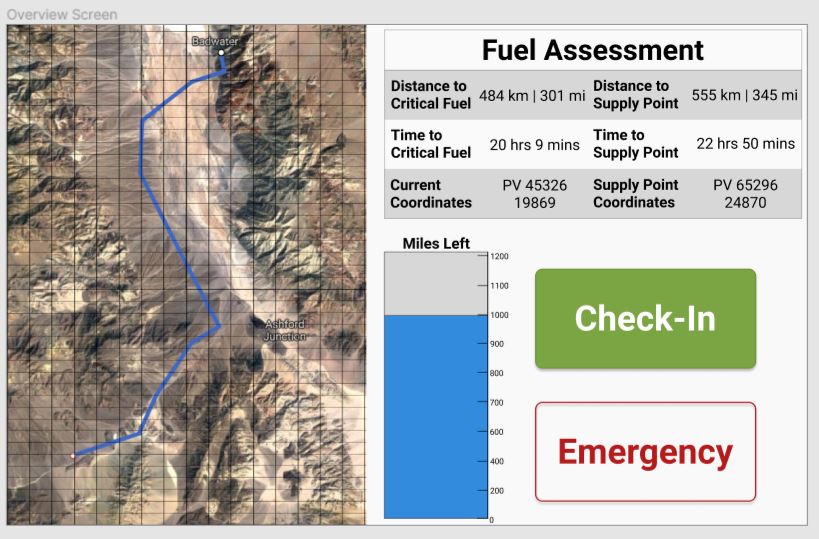 Overview Screen
Badwater
Ashford
Junction
Fuel Assessment
Distance to
Critical Fuel
484 km | 301 mi
Distance to
Supply Point
555 km | 345 mi
Time to
Critical Fuel
20 hrs 9 mins
Time to
Supply Point
22 hrs 50 mins
Current
Coordinates
PV 45326
19869
Supply Point
Coordinates
PV 65296
24870
Miles Left
1200
1100
1000
900
800
700
600
400
200
0
Check-In
Emergency